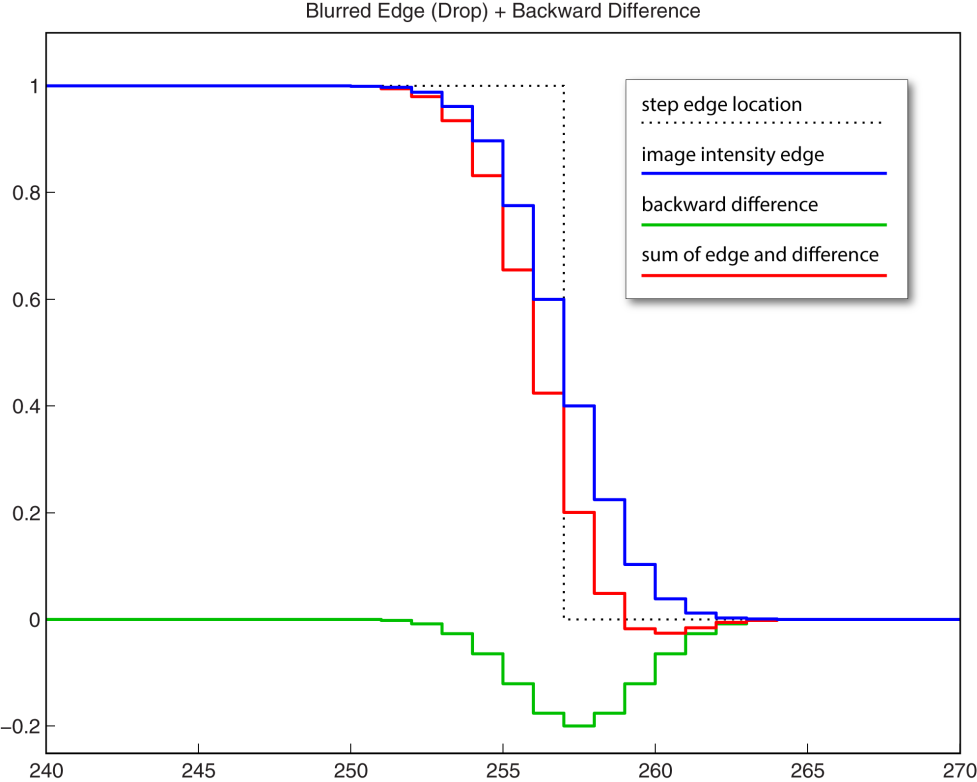 Blurred Edge (Drop) + Backward Difference
step edge location
image intensity edge
backward difference
sum of edge and difference
1
0.8
0.6
0.4
0.2
0
−0.2
240 245 250 255 260 265 270